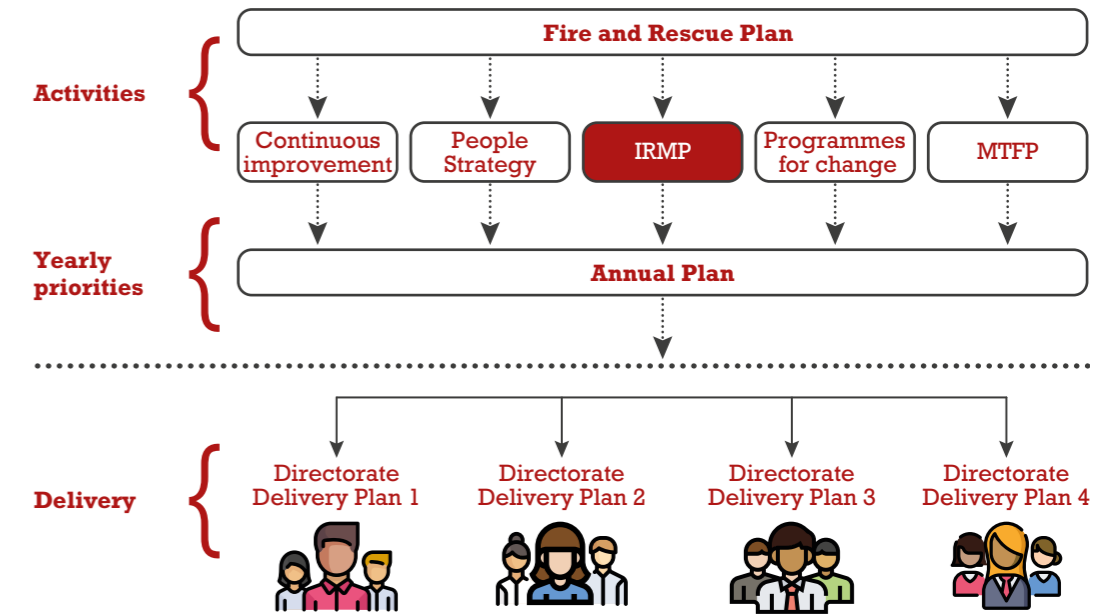 Fire and Rescue Plan
Activities
Continuous
improvement
People
Strategy
IRMP
Programmes
for change
MTFP
Yearly
priorities
Annual Plan
Delivery
Directorate
Delivery Plan 1
Directorate
Delivery Plan 2
Directorate
Delivery Plan 3
Directorate
Delivery Plan 4